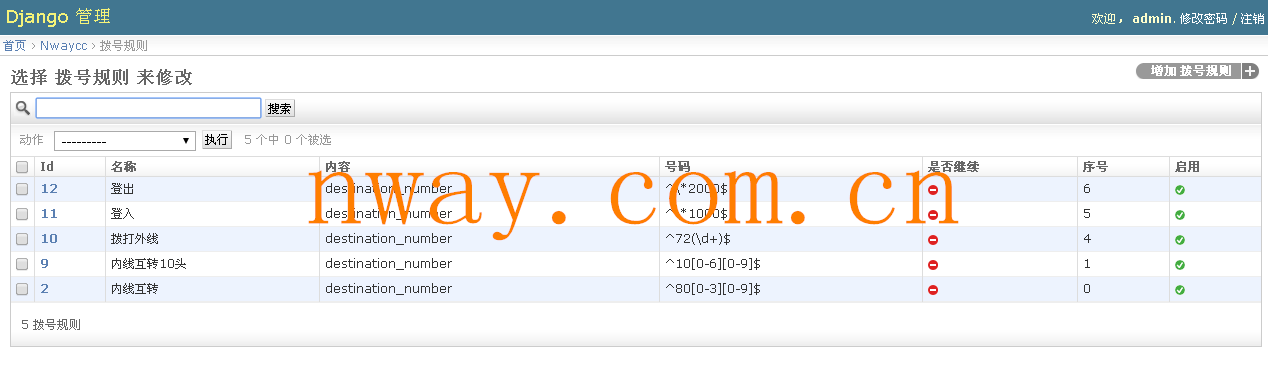 Django 管理
欢迎，admin. 修改密码 / 注销
首页 › Nwaycc › 拨号规则
选择 拨号规则 来修改
增加 拨号规则
搜索
动作 --------- 执行 5 个中 0 个被选
Id 名称 内容 号码 是否继续 序号 启用
12 登出 destination_number ^\*2000$ 6
11 登入 destination_number ^\*1000$ 5
10 拨打外线 destination_number ^72(\d+)$ 4
9 内线互转10头 destination_number ^10[0-6][0-9]$ 1
2 内线互转 destination_number ^80[0-3][0-9]$ 0
nway.com.cn
5 拨号规则